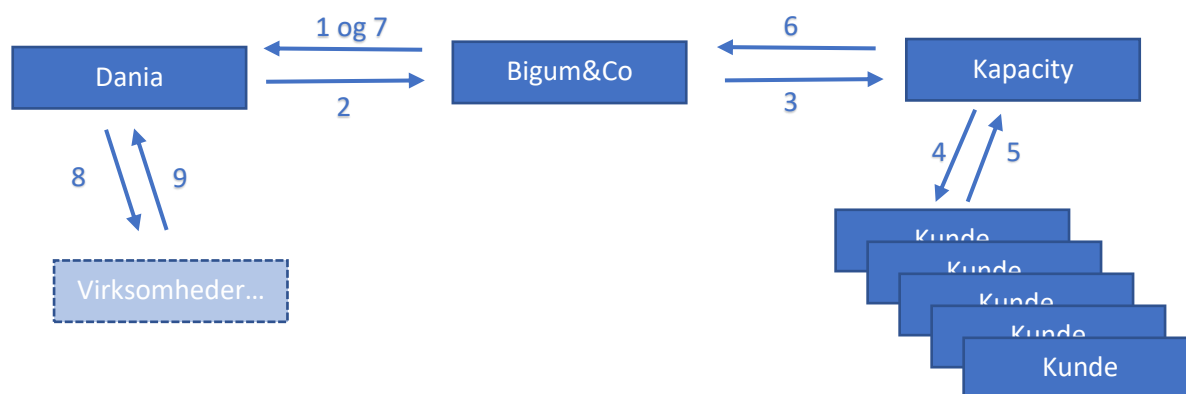 1 og 7
6
Dania
Bigum&Co
Kapacity
2
3
8
9
4
5
Kunde
Kunde
Kunde
Kunde
Kunde
Virksomheder...